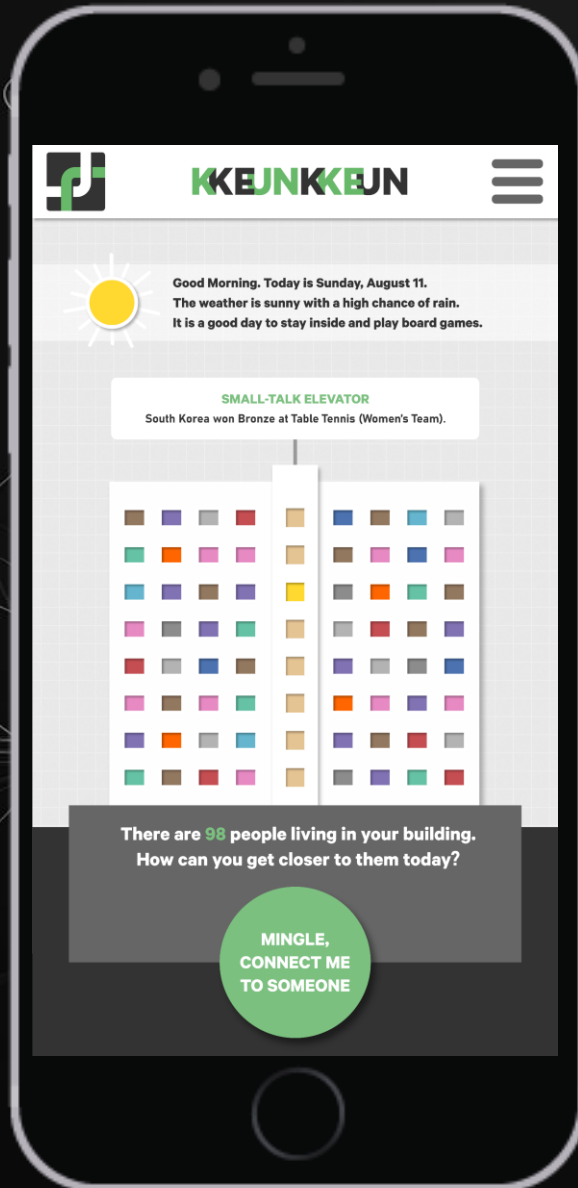 KKEUNKKEUN
Good Morning. Today is Sunday, August 11.
The weather is sunny with a high chance of rain.
It is a good day to stay inside and play board games.
SMALL-TALK ELEVATOR
South Korea won Bronze at Table Tennis (Women's Team).
There are 98 people living in your building.
How can you get closer to them today?
MINGLE,
CONNECT ME
TO SOMEONE